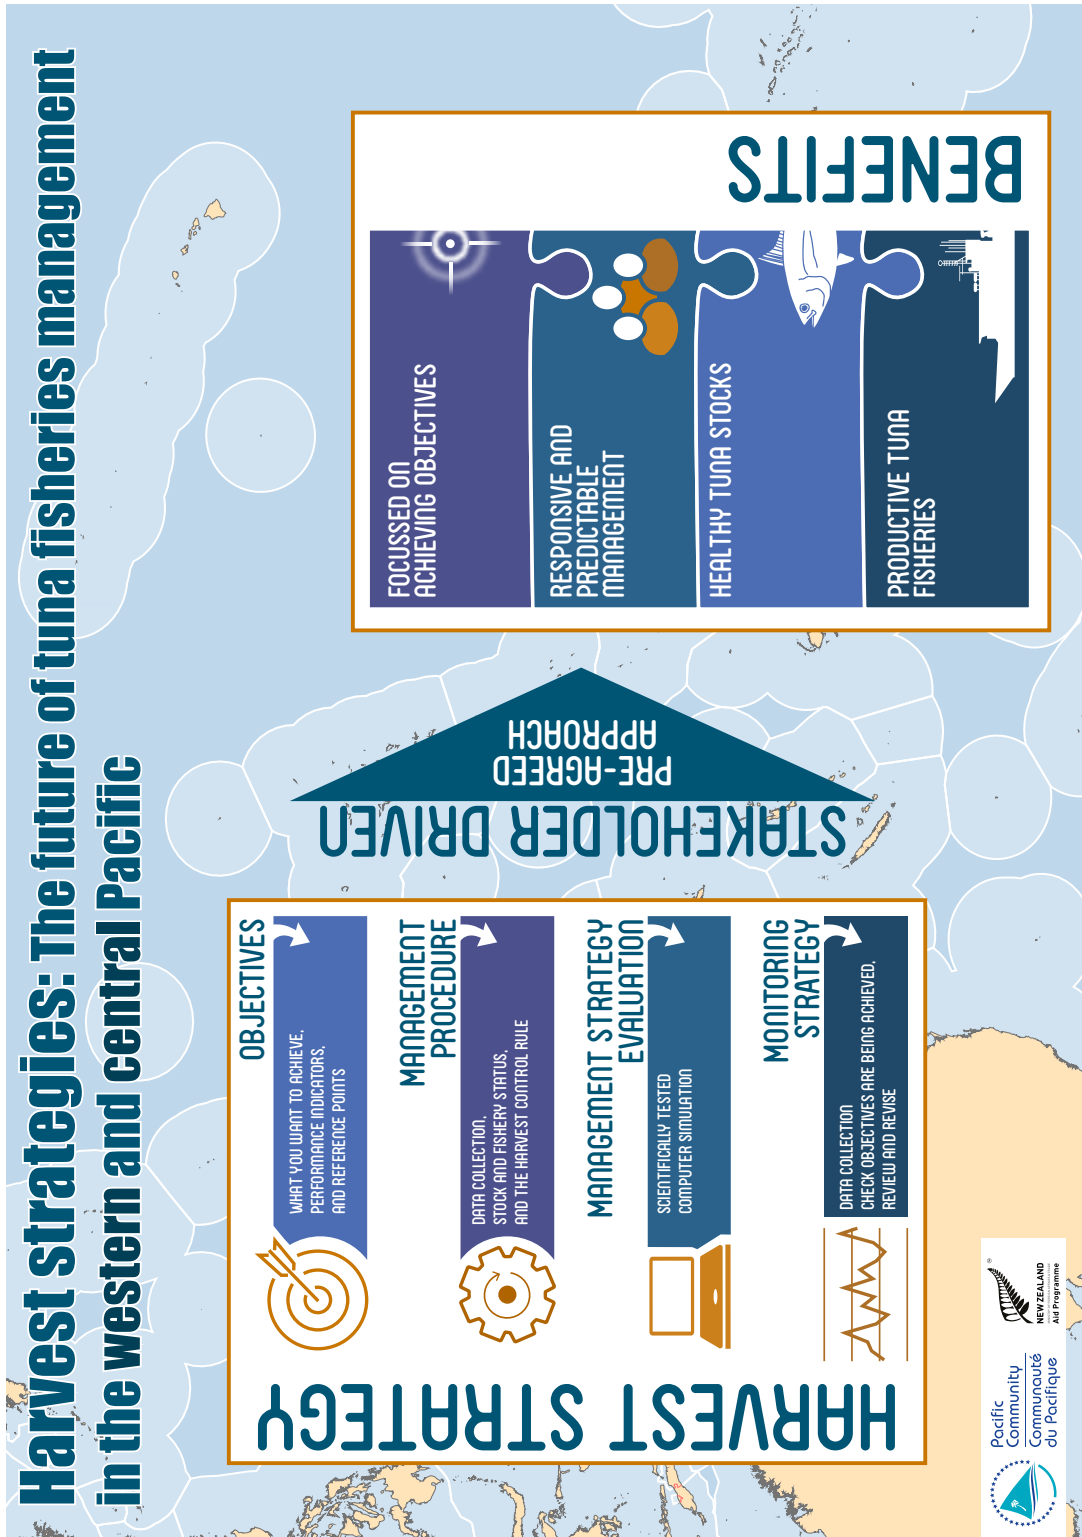 Harvest strategies: The future of tuna fisheries management
in the western and central Pacific
HARVEST STRATEGY
OBJECTIVES
WHAT YOU WANT TO ACHIEVE,
PERFORMANCE INDICATORS,
AND REFERENCE POINTS
MANAGEMENT
PROCEDURE
DATA COLLECTION,
STOCK AND FISHERY STATUS,
AND THE HARVEST CONTROL RULE
MANAGEMENT STRATEGY
EVALUATION
SCIENTIFICALLY TESTED
COMPUTER SIMULATION
MONITORING
STRATEGY
DATA COLLECTION
CHECK OBJECTIVES ARE BEING ACHIEVED,
REVIEW AND REVISE
STAKEHOLDER DRIVEN
PRE-AGREED
APPROACH
BENEFITS
FOCUSSED ON
ACHIEVING OBJECTIVES
RESPONSIVE AND
PREDICTABLE
MANAGEMENT
HEALTHY TUNA STOCKS
PRODUCTIVE TUNA
FISHERIES
Pacific
Community
Communauté
du Pacifique
NEW ZEALAND
Aid Programme